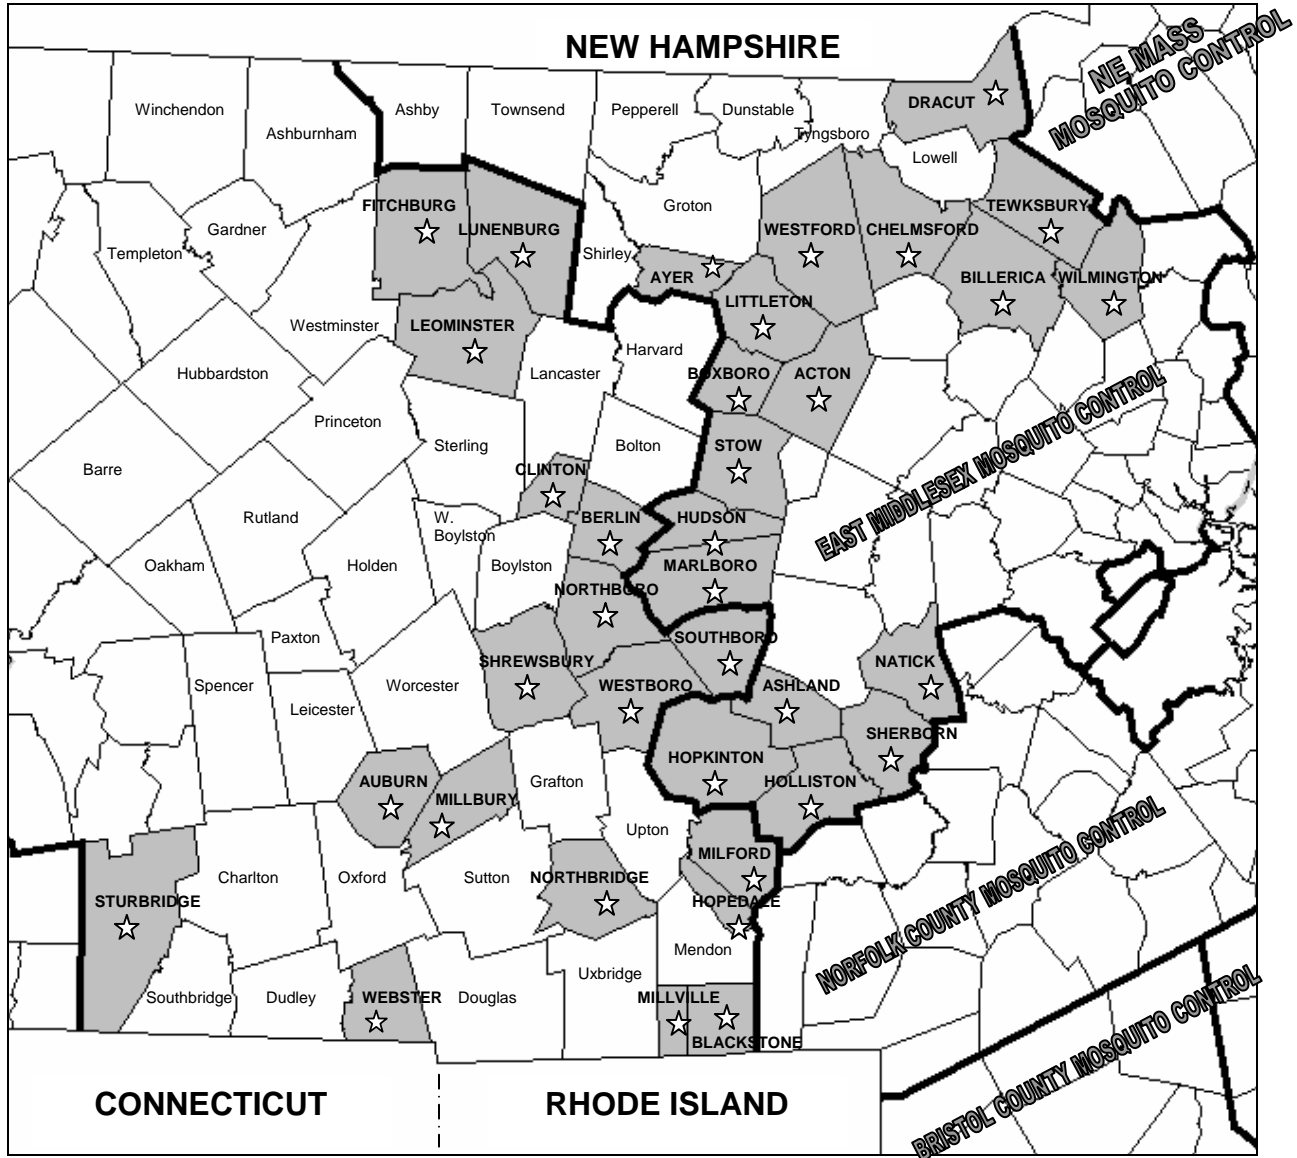 NEW HAMPSHIRE
NE MASS
MOSQUITO CONTROL
Winchendon
Ashburnham
Ashby
Townsend
Pepperell
Dunstable
Tyngsboro
DRACUT
Lowell
FITCHBURG
LUNENBURG
Groton
WESTFORD
CHELMSFORD
TEWKSBURY
Gardner
Templeton
Shirley
AYER
LITTLETON
BILLERICA
WILMINGTON
Westminster
LEOMINSTER
Harvard
Hubbardston
Lancaster
BOXBORO
ACTON
Princeton
Sterling
Bolton
STOW
Barre
CLINTON
EAST MIDDLESEX MOSQUITO CONTROL
Rutland
W.
Boylston
BERLIN
HUDSON
Oakham
Holden
Boylston
MARLBORO
NORTHBORO
Paxton
SOUTHBORO
SHREWSBURY
NATICK
Spencer
Worcester
WESTBORO
ASHLAND
Leicester
SHERBORN
HOPKINTON
HOLLISTON
AUBURN
MILLBURY
Grafton
Upton
MILFORD
Charlton
Oxford
Sutton
NORTHBRIDGE
STURBRIDGE
HOPEDALE
NORFOLK COUNTY MOSQUITO CONTROL
Mendon
Uxbridge
Southbridge
Dudley
WEBSTER
Douglas
MILLVILLE
BLACKSTONE
BRISTOL COUNTY MOSQUITO CONTROL
CONNECTICUT
RHODE ISLAND